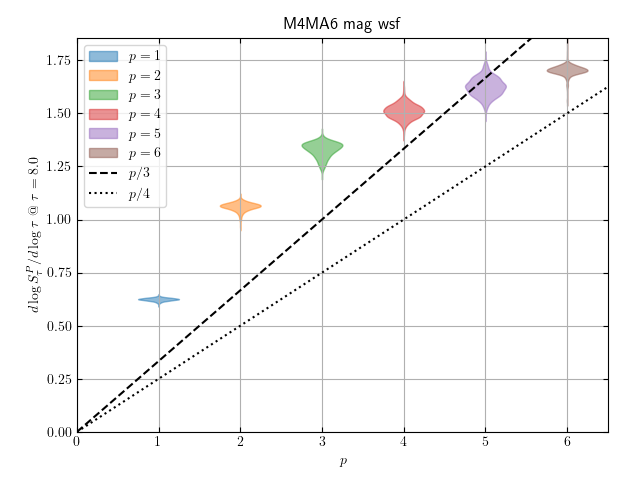 M4MA6 mag wsf
d log S_τ^P / d log τ @ τ = 8.0
1.75
1.50
1.25
1.00
0.75
0.50
0.25
0.00
p = 1
p = 2
p = 3
p = 4
p = 5
p = 6
p/3
p/4
0 1 2 3 4 5 6
p